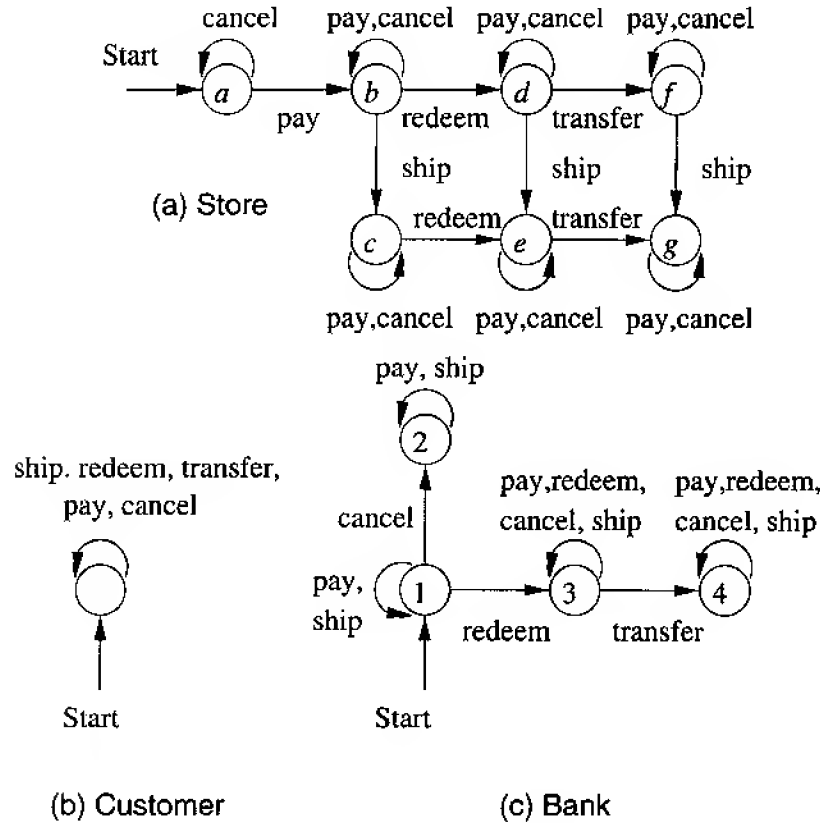 cancel pay,cancel pay,cancel pay,cancel
Start
a b d f
pay redeem transfer
ship ship ship
(a) Store
redeem transfer
c e g
pay,cancel pay,cancel pay,cancel
pay, ship
2
ship. redeem, transfer,
pay, cancel
pay,redeem, pay,redeem,
cancel cancel, ship cancel, ship
pay,
ship
1 3 4
redeem transfer
Start Start
(b) Customer (c) Bank